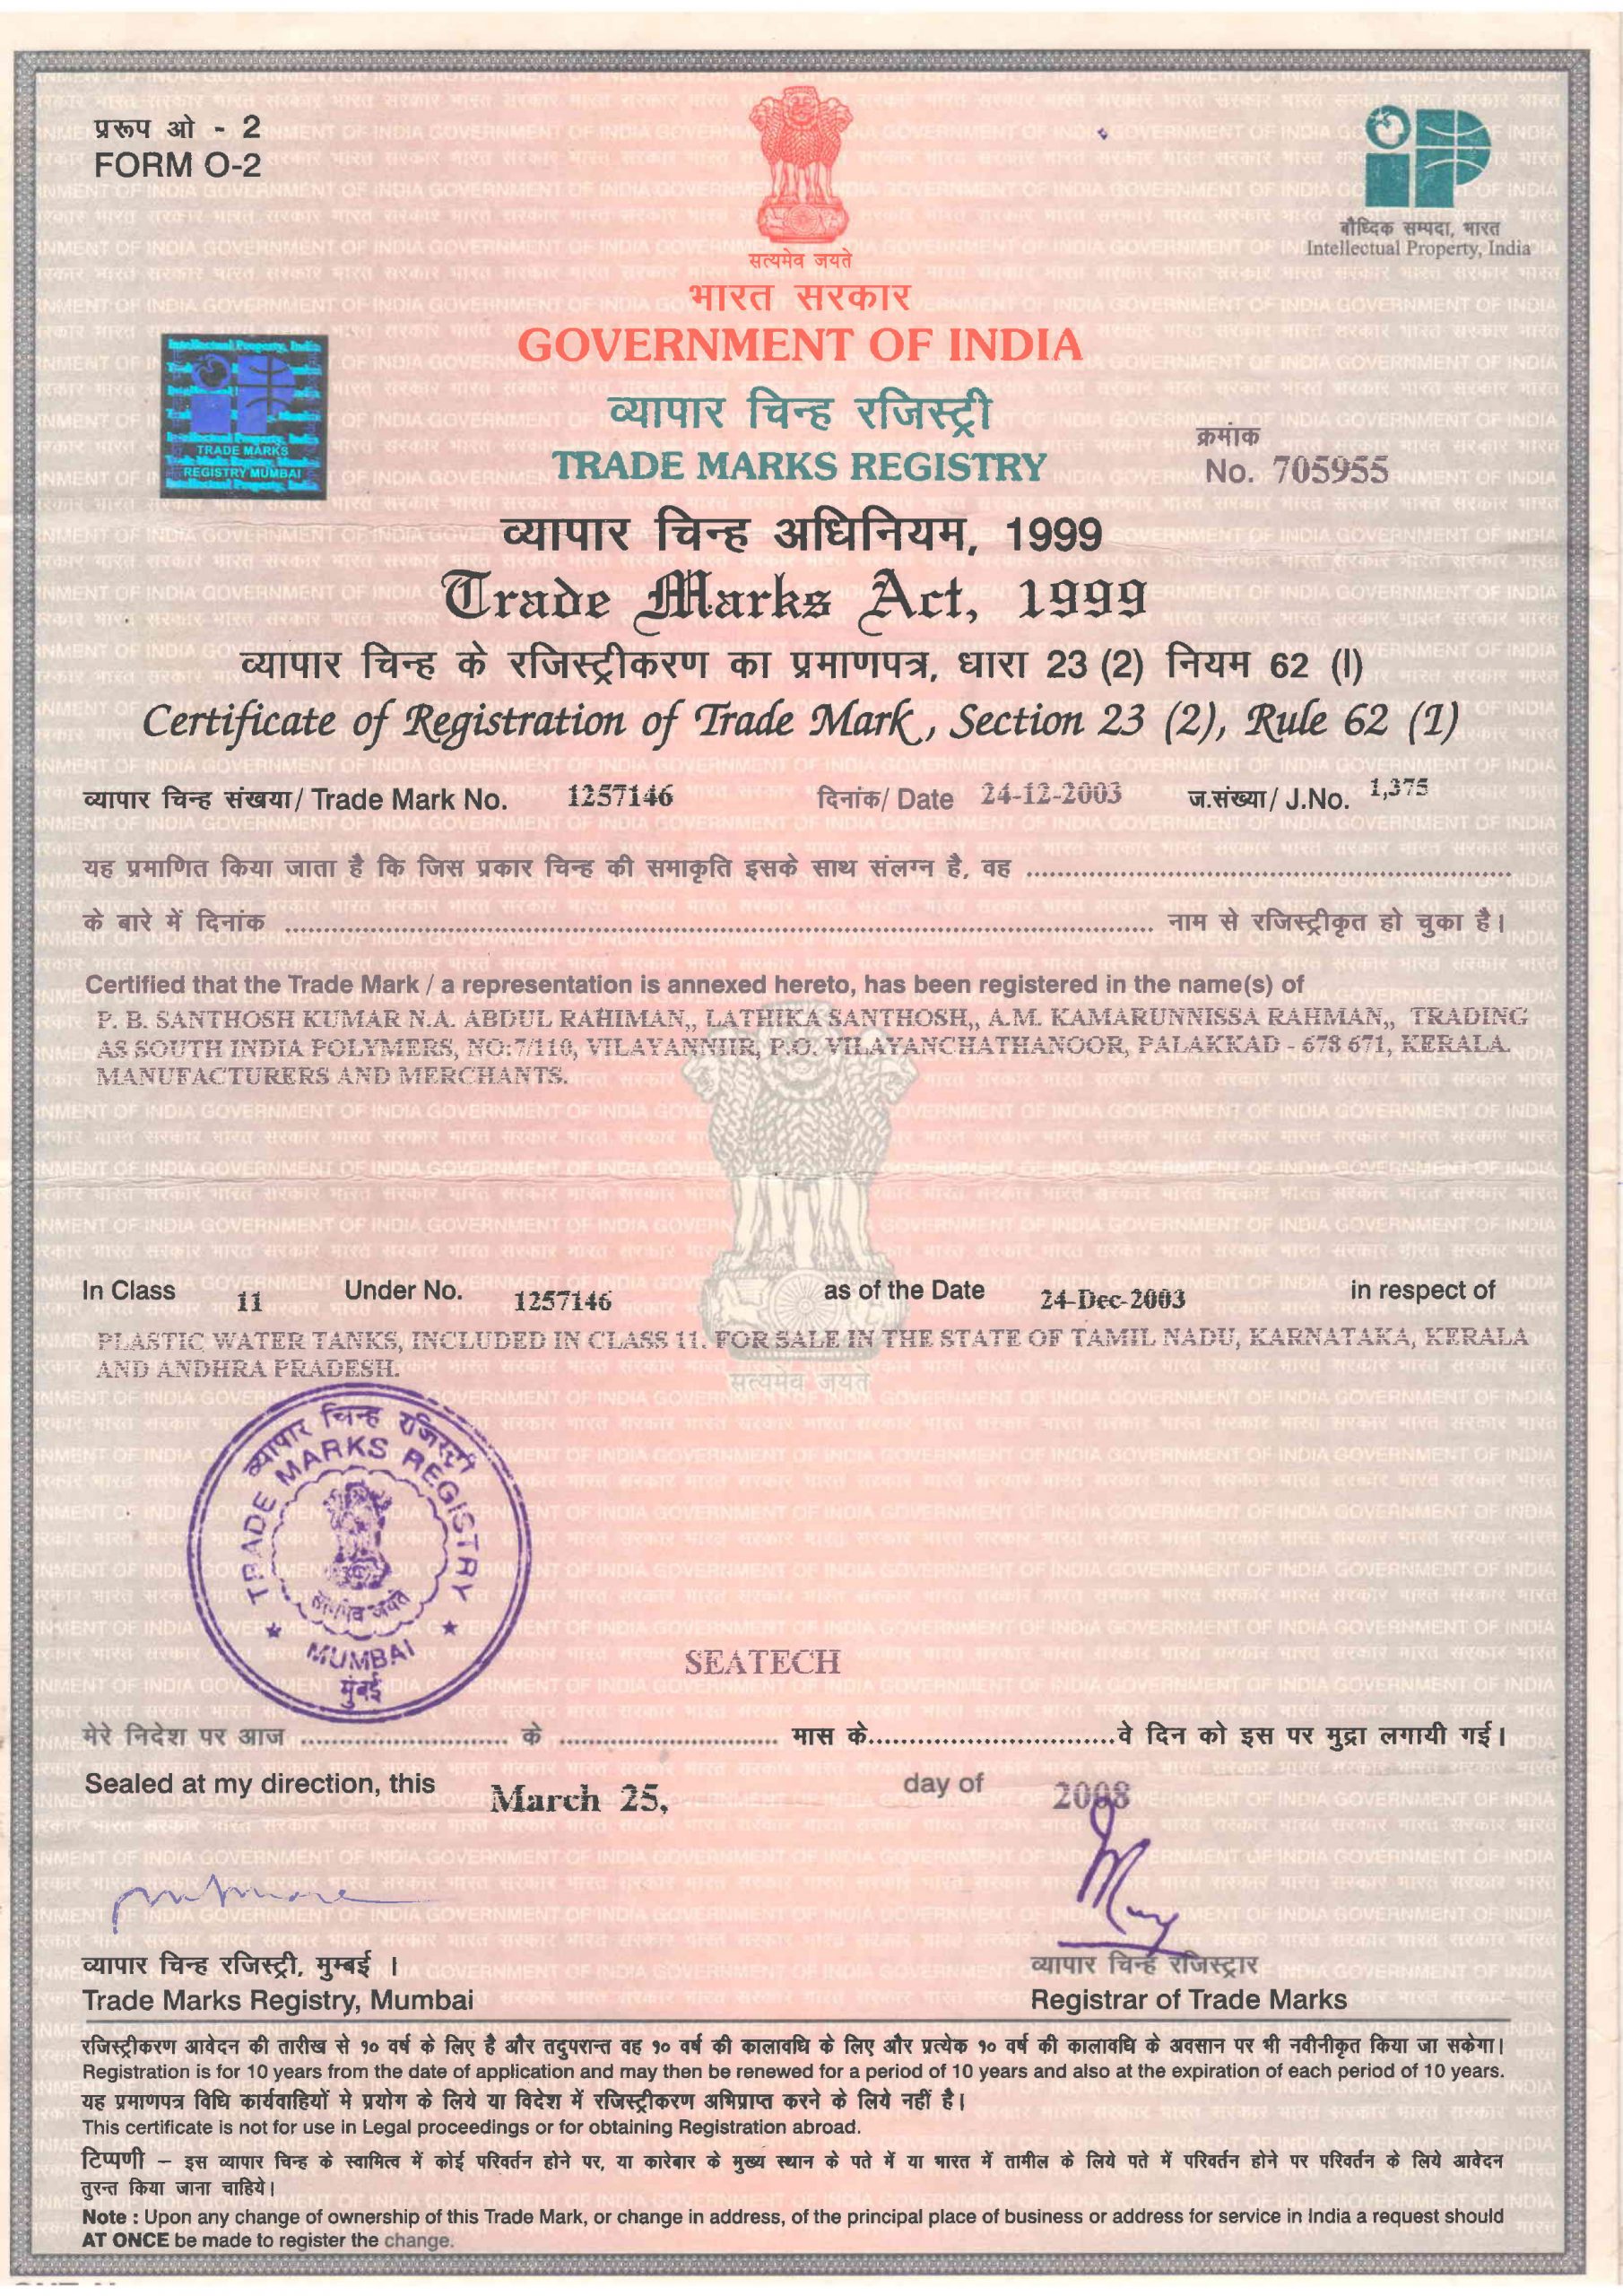 प्ररूप ओ - 2
FORM O-2
सत्यमेव जयते
बौध्दिक सम्पदा, भारत
Intellectual Property, India
भारत सरकार
GOVERNMENT OF INDIA
Intellectual Property, India
TRADE MARKS
REGISTRY MUMBAI
व्यापार चिन्ह रजिस्ट्री
TRADE MARKS REGISTRY
क्रमांक
No. 705955
व्यापार चिन्ह अधिनियम, 1999
Trade Marks Act, 1999
व्यापार चिन्ह के रजिस्ट्रीकरण का प्रमाणपत्र, धारा 23 (2) नियम 62 (I)
Certificate of Registration of Trade Mark, Section 23 (2), Rule 62 (I)
व्यापार चिन्ह संखया/ Trade Mark No. 1257146 दिनांक/ Date 24-12-2003 ज.संख्या/ J.No. 1,375
यह प्रमाणित किया जाता है कि जिस प्रकार चिन्ह की समाकृति इसके साथ संलग्न है, वह ........................
के बारे में दिनांक ........................ नाम से रजिस्ट्रीकृत हो चुका है।
Certified that the Trade Mark / a representation is annexed hereto, has been registered in the name(s) of
P. B. SANTHOSH KUMAR N.A. ABDUL RAHIMAN,, LATHIKA SANTHOSH,, A.M. KAMARUNNISSA RAHMAN,, TRADING
AS SOUTH INDIA POLYMERS, NO:7/110, VILAYANNIIR, P.O. VILAYANCHATHANOOR, PALAKKAD - 678 671, KERALA.
MANUFACTURERS AND MERCHANTS.
In Class 11 Under No. 1257146 as of the Date 24-Dec-2003 in respect of
PLASTIC WATER TANKS, INCLUDED IN CLASS 11. FOR SALE IN THE STATE OF TAMIL NADU, KARNATAKA, KERALA
AND ANDHRA PRADESH.
सत्यमेव जयते
व्यापार चिन्ह रजिस्ट्री
TRADE MARKS REGISTRY
MUMBAI
मुंबई
SEATECH
मेरे निदेश पर आज ............ के ............ मास के............वे दिन को इस पर मुद्रा लगायी गई।
Sealed at my direction, this March 25, day of 2008
व्यापार चिन्ह रजिस्ट्री, मुम्बई ।
Trade Marks Registry, Mumbai
व्यापार चिन्ह रजिस्ट्रार
Registrar of Trade Marks
रजिस्ट्रीकरण आवेदन की तारीख से १० वर्ष के लिए है और तदुपरान्त वह १० वर्ष की कालावधि के लिए और प्रत्येक १० वर्ष की कालावधि के अवसान पर भी नवीनीकृत किया जा सकेगा।
Registration is for 10 years from the date of application and may then be renewed for a period of 10 years and also at the expiration of each period of 10 years.
यह प्रमाणपत्र विधि कार्यवाहियों मे प्रयोग के लिये या विदेश में रजिस्ट्रीकरण अभिप्राप्त करने के लिये नहीं है।
This certificate is not for use in Legal proceedings or for obtaining Registration abroad.
टिप्पणी – इस व्यापार चिन्ह के स्वामित्व में कोई परिवर्तन होने पर, या कारेबार के मुख्य स्थान के पते में या भारत में तामील के लिये पते में परिवर्तन होने पर परिवर्तन के लिये आवेदन
तुरन्त किया जाना चाहिये।
Note : Upon any change of ownership of this Trade Mark, or change in address, of the principal place of business or address for service in India a request should
AT ONCE be made to register the change.